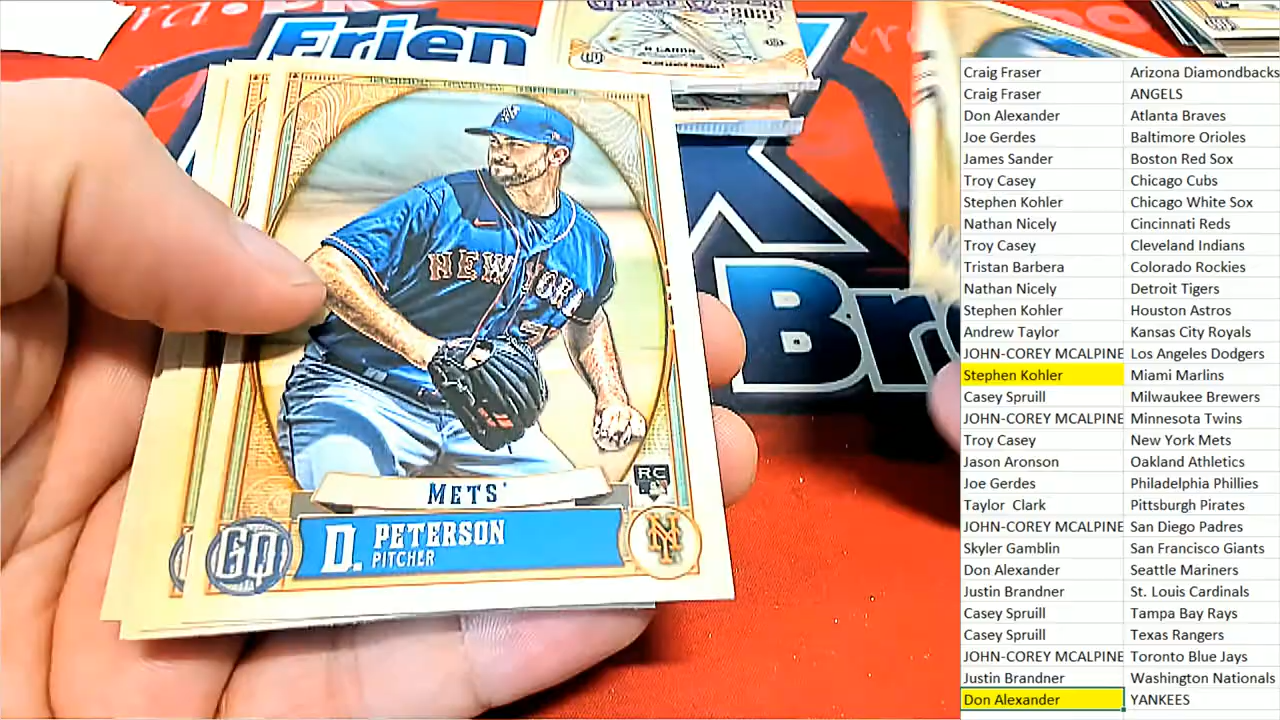 Frien
2021
NEW YORK
METS'
RC
D. PETERSON
PITCHER
GQ
NY
Br
Craig Fraser Arizona Diamondbacks
Craig Fraser ANGELS
Don Alexander Atlanta Braves
Joe Gerdes Baltimore Orioles
James Sander Boston Red Sox
Troy Casey Chicago Cubs
Stephen Kohler Chicago White Sox
Nathan Nicely Cincinnati Reds
Troy Casey Cleveland Indians
Tristan Barbera Colorado Rockies
Nathan Nicely Detroit Tigers
Stephen Kohler Houston Astros
Andrew Taylor Kansas City Royals
JOHN-COREY MCALPINE Los Angeles Dodgers
Stephen Kohler Miami Marlins
Casey Spruill Milwaukee Brewers
JOHN-COREY MCALPINE Minnesota Twins
Troy Casey New York Mets
Jason Aronson Oakland Athletics
Joe Gerdes Philadelphia Phillies
Taylor Clark Pittsburgh Pirates
JOHN-COREY MCALPINE San Diego Padres
Skyler Gamblin San Francisco Giants
Don Alexander Seattle Mariners
Justin Brandner St. Louis Cardinals
Casey Spruill Tampa Bay Rays
Casey Spruill Texas Rangers
JOHN-COREY MCALPINE Toronto Blue Jays
Justin Brandner Washington Nationals
Don Alexander YANKEES